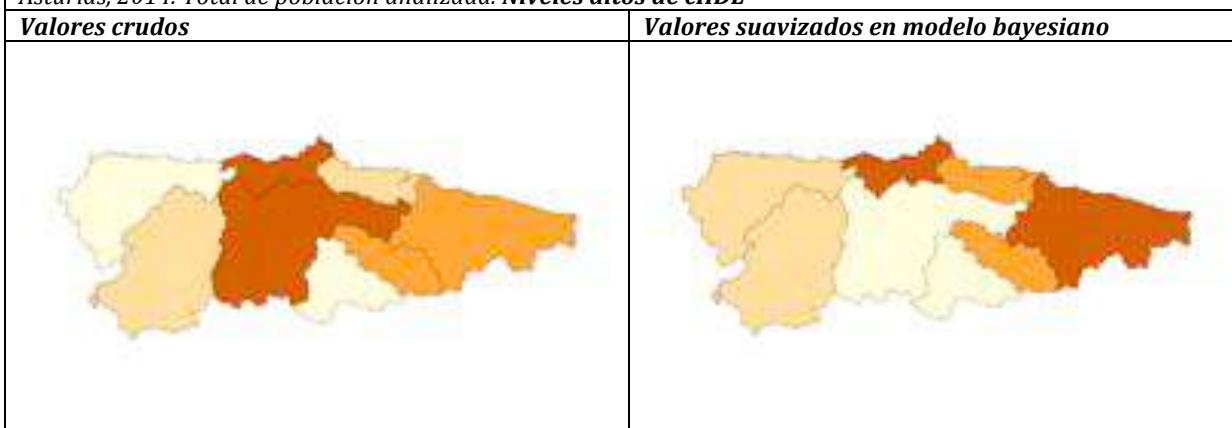 Asturias, 2014. Total de población analizada. Niveles altos de cHDL
Valores crudos
Valores suavizados en modelo bayesiano